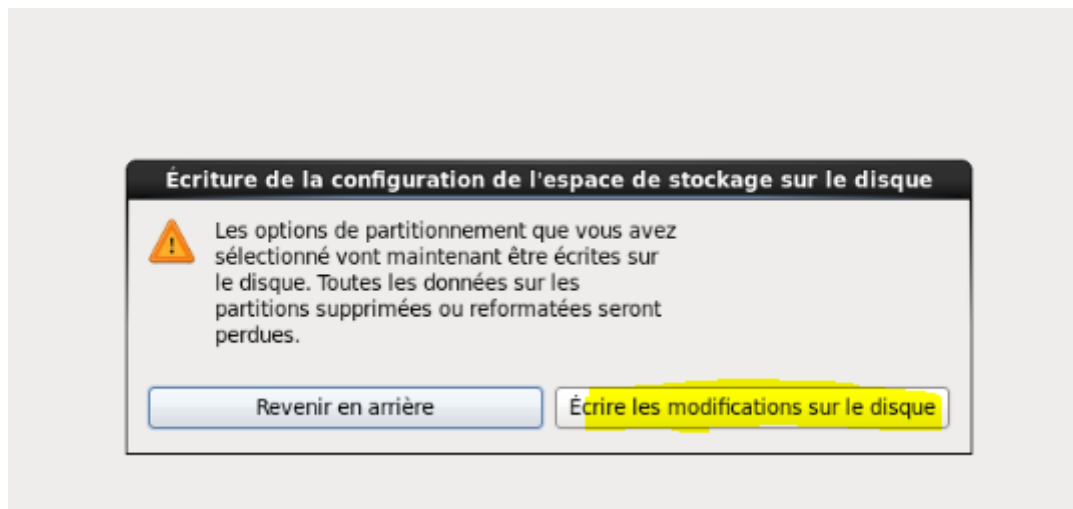 Écriture de la configuration de l'espace de stockage sur le disque
Les options de partitionnement que vous avez
sélectionné vont maintenant être écrites sur
le disque. Toutes les données sur les
partitions supprimées ou reformatées seront
perdues.
Revenir en arrière
Écrire les modifications sur le disque